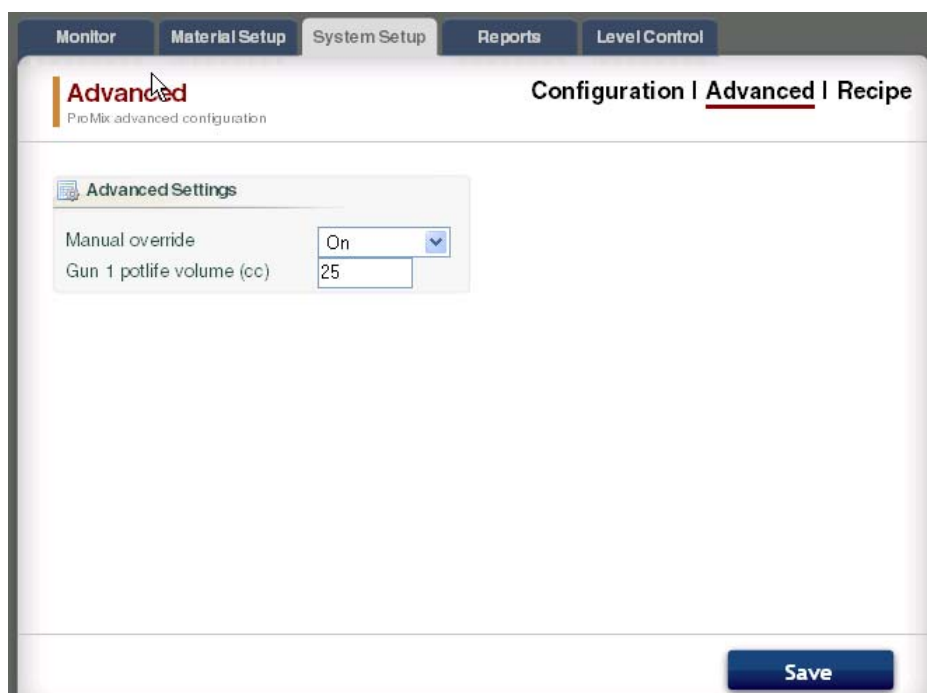 Monitor Material Setup System Setup Reports Level Control
Advanced
ProMix advanced configuration
Configuration | Advanced | Recipe
Advanced Settings
Manual override On
Gun 1 potlife volume (cc) 25
Save